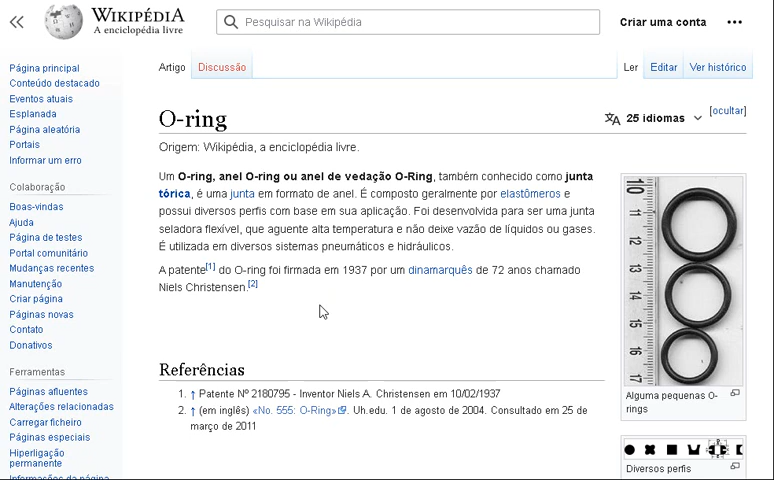 WIKIPÉDIA
A enciclopédia livre
Pesquisar na Wikipédia
Criar uma conta
Página principal
Conteúdo destacado
Eventos atuais
Esplanada
Página aleatória
Portais
Informar um erro
Colaboração
Boas-vindas
Ajuda
Página de testes
Portal comunitário
Mudanças recentes
Manutenção
Criar página
Páginas novas
Contato
Donativos
Ferramentas
Páginas afluentes
Alterações relacionadas
Carregar ficheiro
Páginas especiais
Hiperligação
permanente
Informações da página
Artigo Discussão Ler Editar Ver histórico
O-ring
25 idiomas
[ocultar]
Origem: Wikipédia, a enciclopédia livre.
Um O-ring, anel O-ring ou anel de vedação O-Ring, também conhecido como junta
tórica, é uma junta em formato de anel. É composto geralmente por elastômeros e
possui diversos perfis com base em sua aplicação. Foi desenvolvida para ser uma junta
seladora flexível, que aguente alta temperatura e não deixe vazão de líquidos ou gases.
É utilizada em diversos sistemas pneumáticos e hidráulicos.
A patente[1] do O-ring foi firmada em 1937 por um dinamarquês de 72 anos chamado
Niels Christensen.[2]
Referências
1. ↑ Patente Nº 2180795 - Inventor Niels A. Christensen em 10/02/1937
2. ↑ (em inglês) «No. 555: O-Ring». Uh.edu. 1 de agosto de 2004. Consultado em 25 de
março de 2011
10
11
12
13
14
15
16
17
Alguma pequenas O-
rings
Diversos perfis